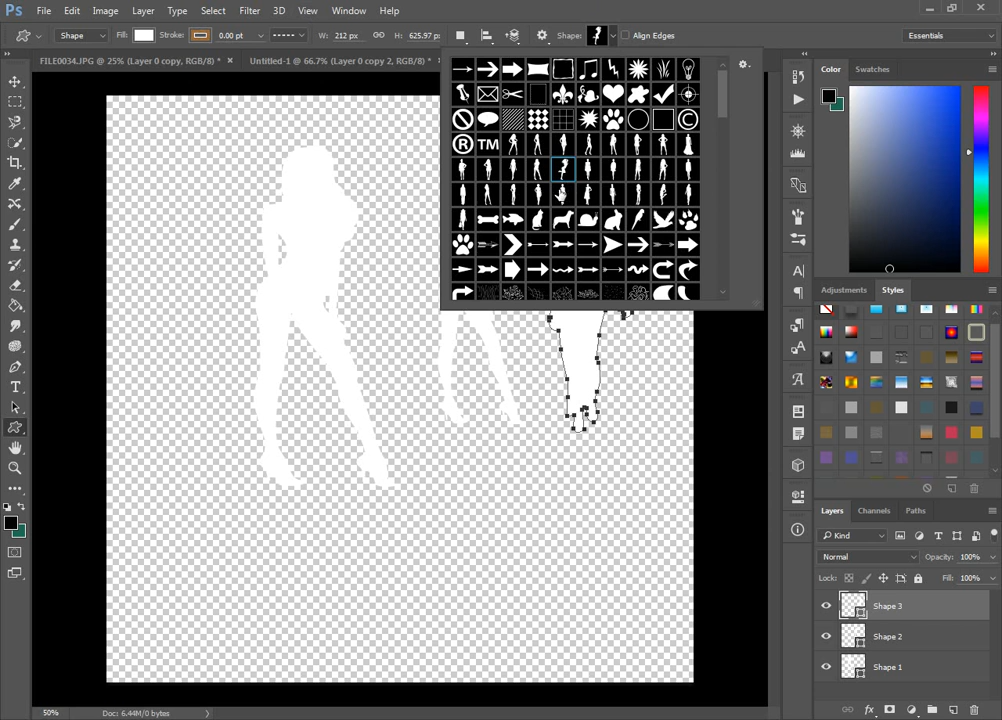 Ps File Edit Image Layer Type Select Filter 3D View Window Help
Shape Fill: Stroke: 0.00 pt W: 212 px H: 625.97 p Shape: Align Edges Essentials
FILE0034.JPG @ 25% (Layer 0 copy, RGB/8) * × Untitled-1 @ 66.7% (Layer 0 copy 2, RGB/8) *
Color Swatches
® TM ©
Adjustments Styles
Layers Channels Paths
Kind
Normal Opacity: 100%
Lock: Fill: 100%
Shape 3
Shape 2
Shape 1
fx
50% Doc: 6.44M/0 bytes